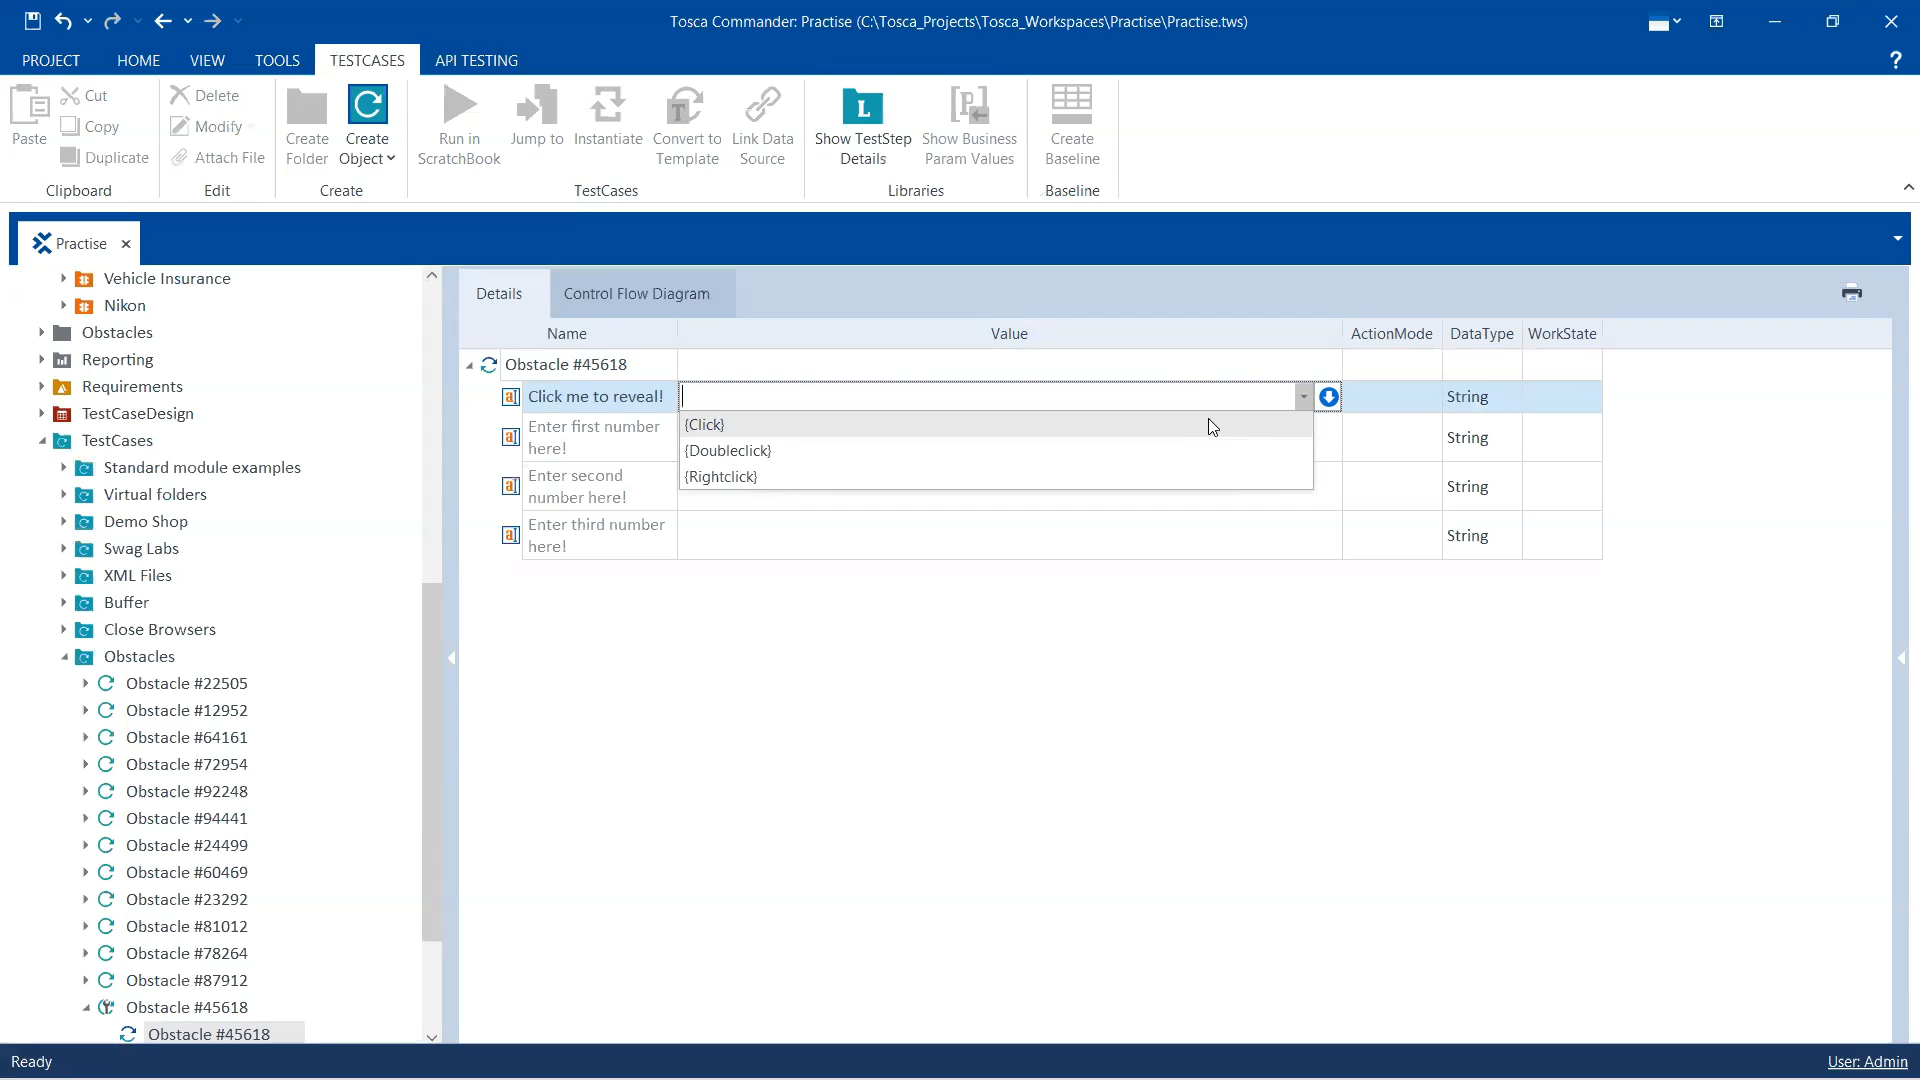 Tosca Commander: Practise (C:\Tosca_Projects\Tosca_Workspaces\Practise\Practise.tws)
PROJECT HOME VIEW TOOLS TESTCASES API TESTING ?
Paste
Cut
Copy
Duplicate
Clipboard
Delete
Modify
Attach File
Edit
Create
Folder
Create
Object
Create
Run in
ScratchBook
Jump to
Instantiate
Convert to
Template
Link Data
Source
TestCases
Show TestStep
Details
Show Business
Param Values
Libraries
Create
Baseline
Baseline
Practise
Vehicle Insurance
Nikon
Obstacles
Reporting
Requirements
TestCaseDesign
TestCases
Standard module examples
Virtual folders
Demo Shop
Swag Labs
XML Files
Buffer
Close Browsers
Obstacles
Obstacle #22505
Obstacle #12952
Obstacle #64161
Obstacle #72954
Obstacle #92248
Obstacle #94441
Obstacle #24499
Obstacle #60469
Obstacle #23292
Obstacle #81012
Obstacle #78264
Obstacle #87912
Obstacle #45618
Obstacle #45618
Details Control Flow Diagram
Name Value ActionMode DataType WorkState
Obstacle #45618
Click me to reveal! String
{Click}
{Doubleclick}
{Rightclick}
Enter first number
here!
String
Enter second
number here!
String
Enter third number
here!
String
Ready
User: Admin